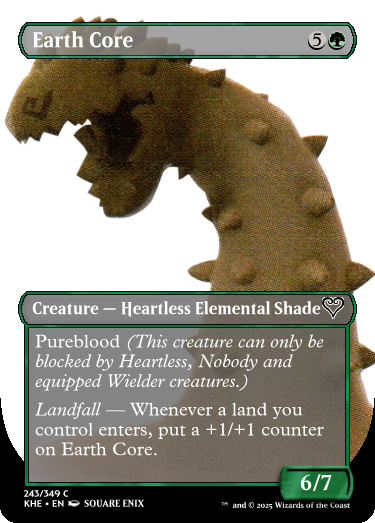 Earth Core 5
Creature — Heartless Elemental Shade
Pureblood (This creature can only be
blocked by Heartless, Nobody and
equipped Wielder creatures.)
Landfall — Whenever a land you
control enters, put a +1/+1 counter
on Earth Core.
6/7
243/349 C
KHE • EN SQUARE ENIX
™ and © 2025 Wizards of the Coast